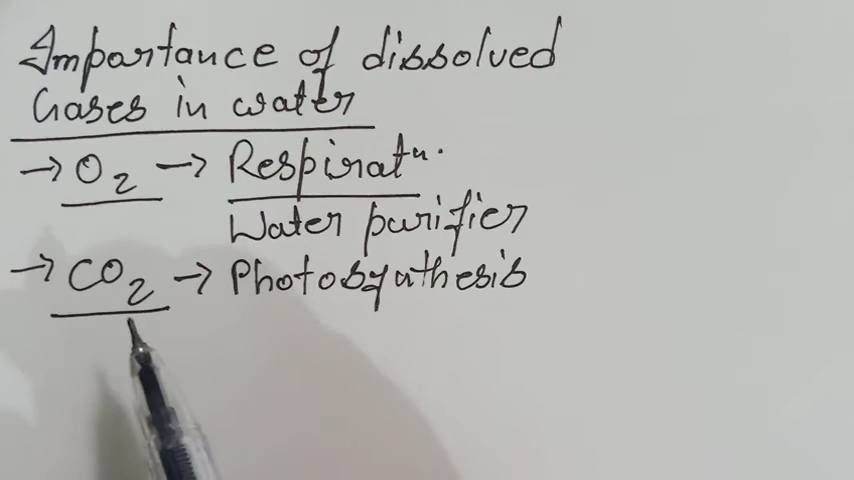 Importance of dissolved
Gases in water
→ O2 → Respiratn.
Water purifier
→ CO2 → Photosynthesis